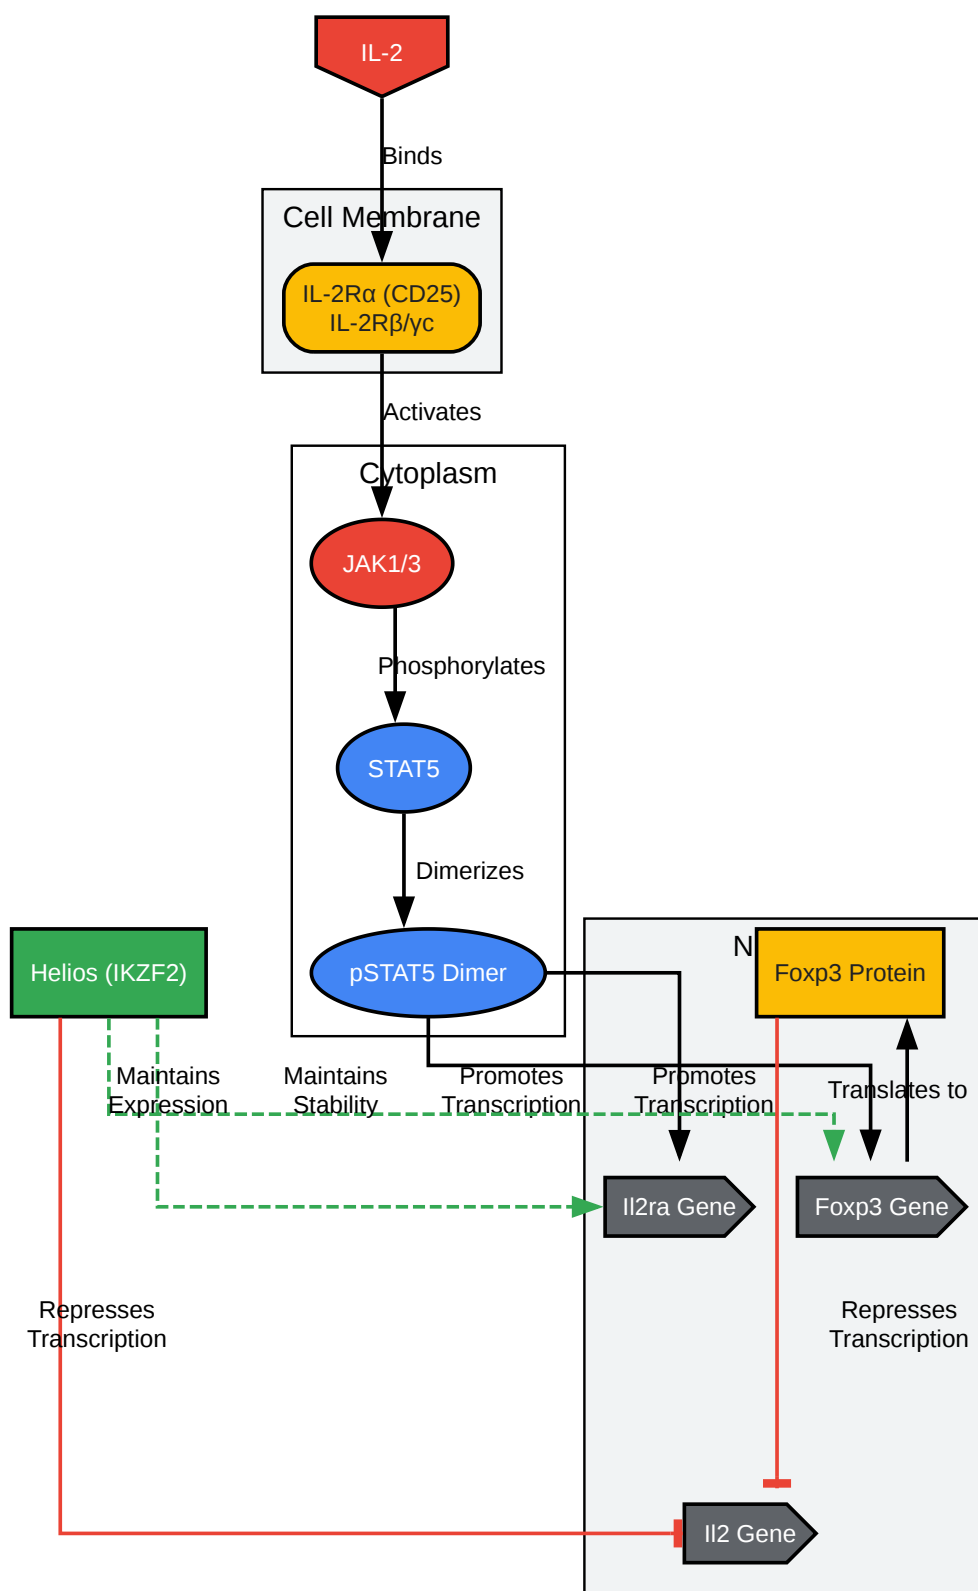 IL-2
Binds
Cell Membrane
IL-2Rα (CD25)
IL-2Rβ/γc
Activates
Cytoplasm
JAK1/3
Phosphorylates
STAT5
Dimerizes
Helios (IKZF2)
pSTAT5 Dimer
N
Foxp3 Protein
Maintains
Expression
Maintains
Stability
Promotes
Transcription
Promotes
Transcription
Translates to
Il2ra Gene
Foxp3 Gene
Represses
Transcription
Represses
Transcription
Il2 Gene